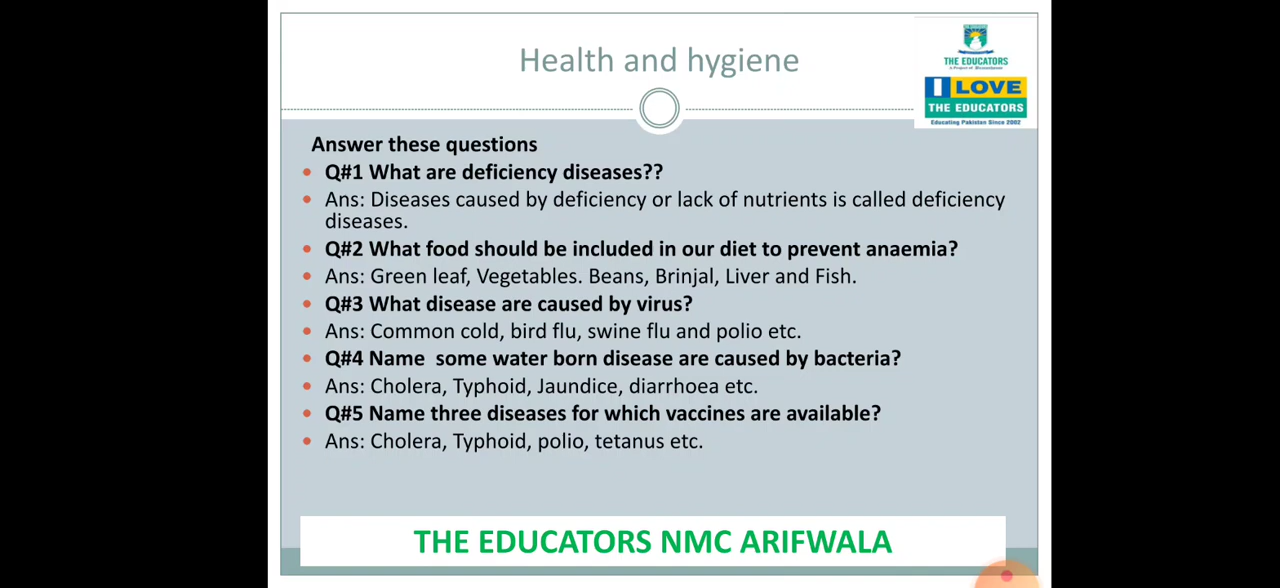 Health and hygiene
THE EDUCATORS
I LOVE
THE EDUCATORS
Educating Pakistan Since 2002
Answer these questions
Q#1 What are deficiency diseases??
Ans: Diseases caused by deficiency or lack of nutrients is called deficiency
diseases.
Q#2 What food should be included in our diet to prevent anaemia?
Ans: Green leaf, Vegetables. Beans, Brinjal, Liver and Fish.
Q#3 What disease are caused by virus?
Ans: Common cold, bird flu, swine flu and polio etc.
Q#4 Name some water born disease are caused by bacteria?
Ans: Cholera, Typhoid, Jaundice, diarrhoea etc.
Q#5 Name three diseases for which vaccines are available?
Ans: Cholera, Typhoid, polio, tetanus etc.
THE EDUCATORS NMC ARIFWALA